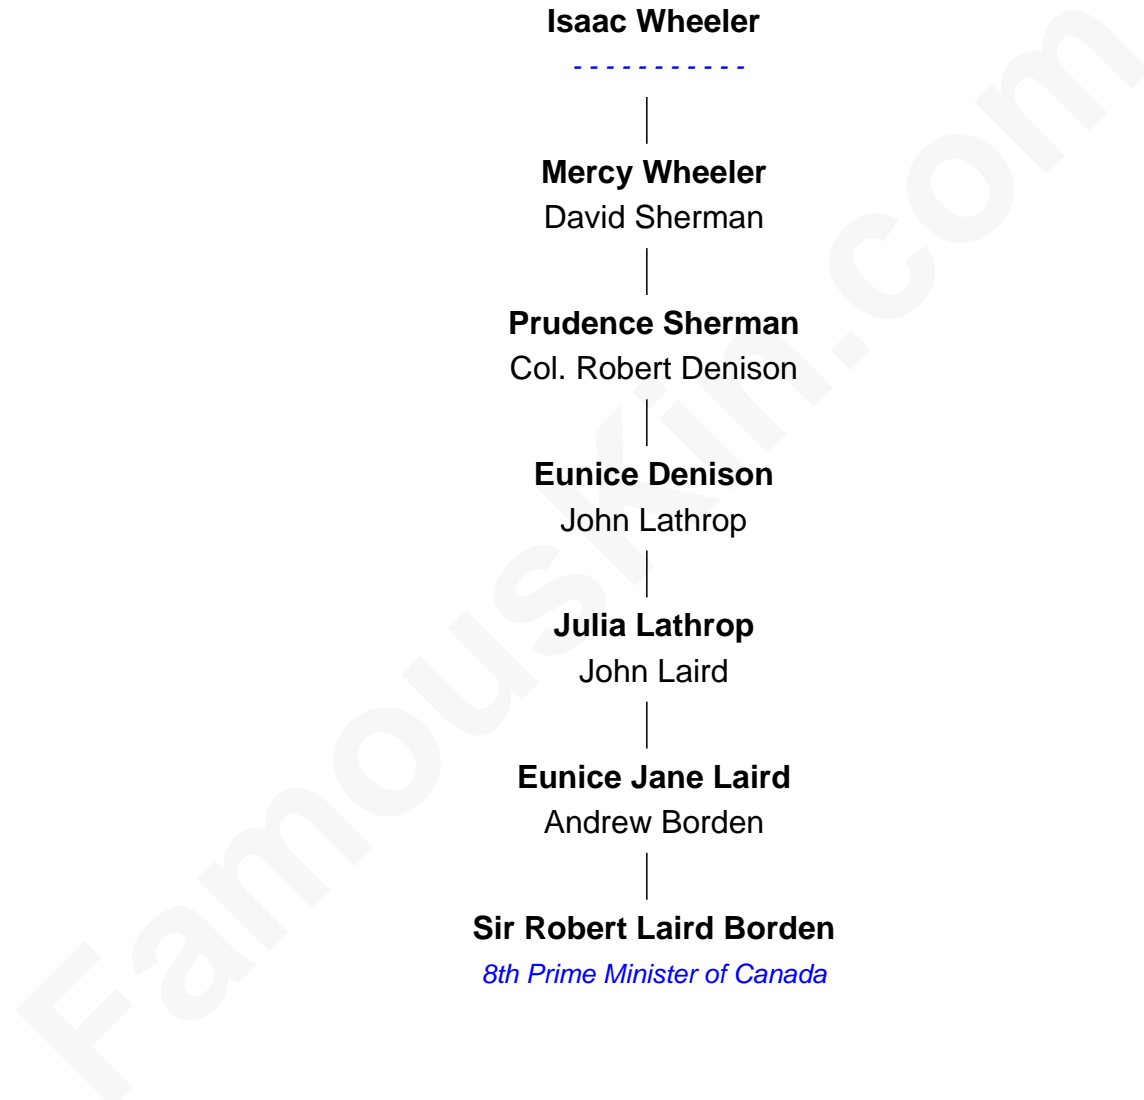 Isaac Wheeler
- - - - - - - - - - -
Mercy Wheeler
David Sherman
Prudence Sherman
Col. Robert Denison
Eunice Denison
John Lathrop
Julia Lathrop
John Laird
Eunice Jane Laird
Andrew Borden
Sir Robert Laird Borden
8th Prime Minister of Canada
FamousKin.com